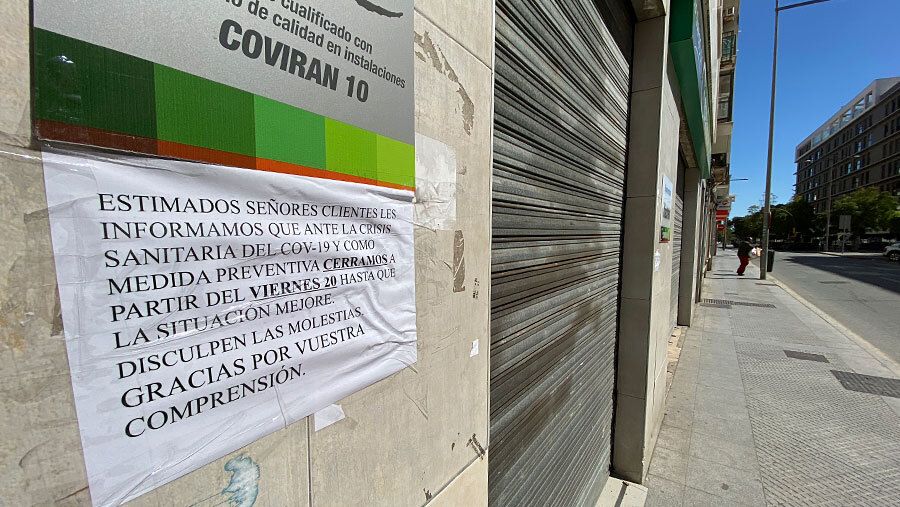 cualificado con
de calidad en instalaciones
COVIRAN 10
ESTIMADOS SEÑORES CLIENTES LES
INFORMAMOS QUE ANTE LA CRISIS
SANITARIA DEL COV-19 Y COMO
MEDIDA PREVENTIVA CERRAMOS A
PARTIR DEL VIERNES 20 HASTA QUE
LA SITUACIÓN MEJORE.
DISCULPEN LAS MOLESTIAS.
GRACIAS POR VUESTRA
COMPRENSIÓN.